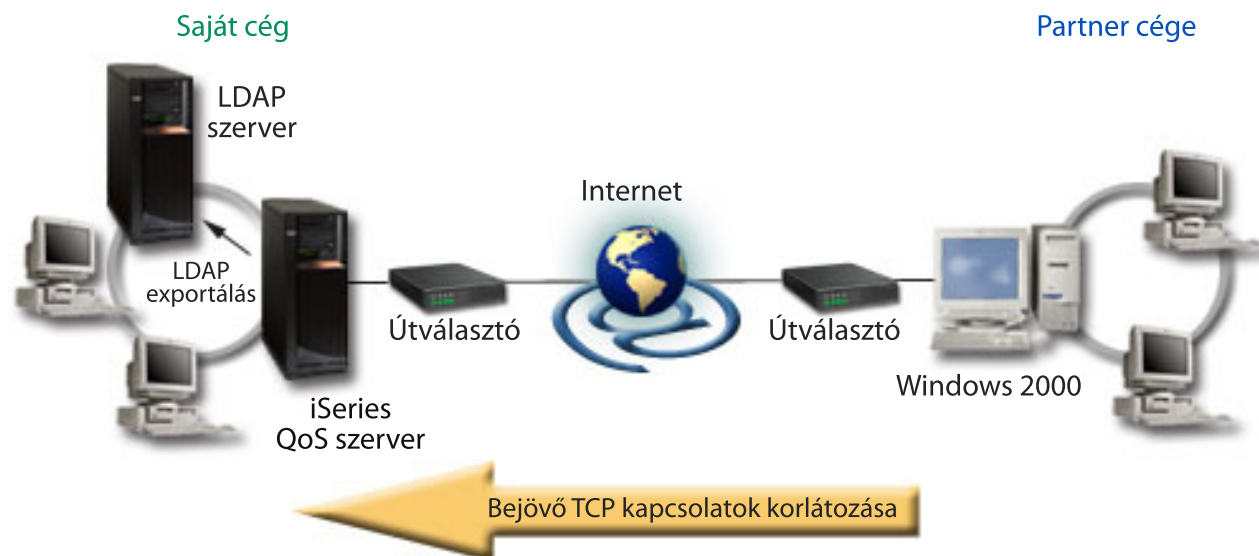 Saját cég
Partner cége
LDAP
szerver
Internet
LDAP
exportálás
Útválasztó
Útválasztó
Windows 2000
iSeries
QoS szerver
Bejövő TCP kapcsolatok korlátozása